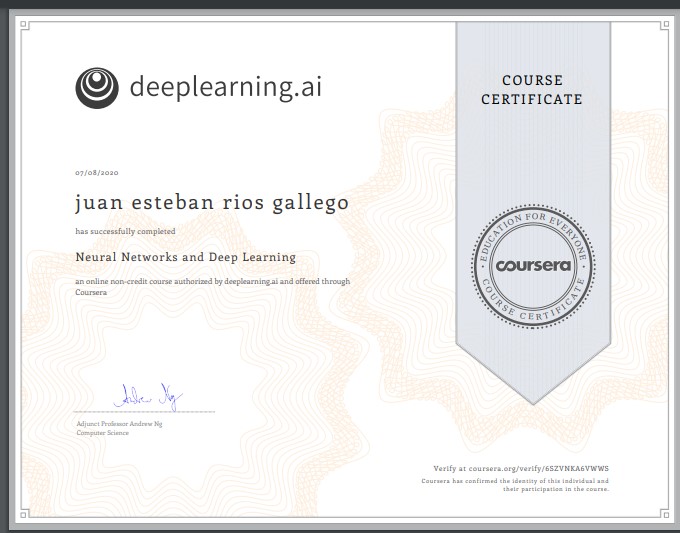 deeplearning.ai
COURSE
CERTIFICATE
07/08/2020
juan esteban rios gallego
has successfully completed
Neural Networks and Deep Learning
an online non-credit course authorized by deeplearning.ai and offered through
Coursera
EDUCATION FOR EVERYONE
coursera
COURSE CERTIFICATE
Andrew Ng
Adjunct Professor Andrew Ng
Computer Science
Verify at coursera.org/verify/6SZVNKA6VWWS
Coursera has confirmed the identity of this individual and
their participation in the course.